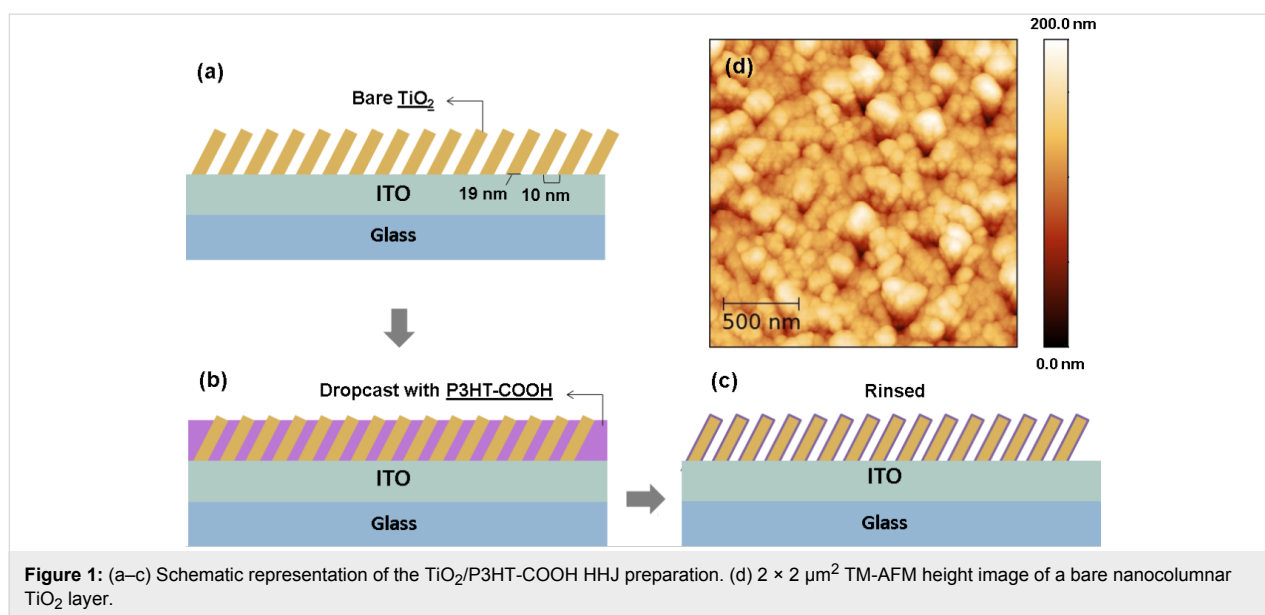 (a)
Bare TiO2
ITO
19 nm
10 nm
Glass
(d)
200.0 nm
500 nm
0.0 nm
(b)
Dropcast with P3HT-COOH
ITO
Glass
(c)
Rinsed
ITO
Glass
Figure 1: (a–c) Schematic representation of the TiO2/P3HT-COOH HHJ preparation. (d) 2 × 2 μm2 TM-AFM height image of a bare nanocolumnar
TiO2 layer.